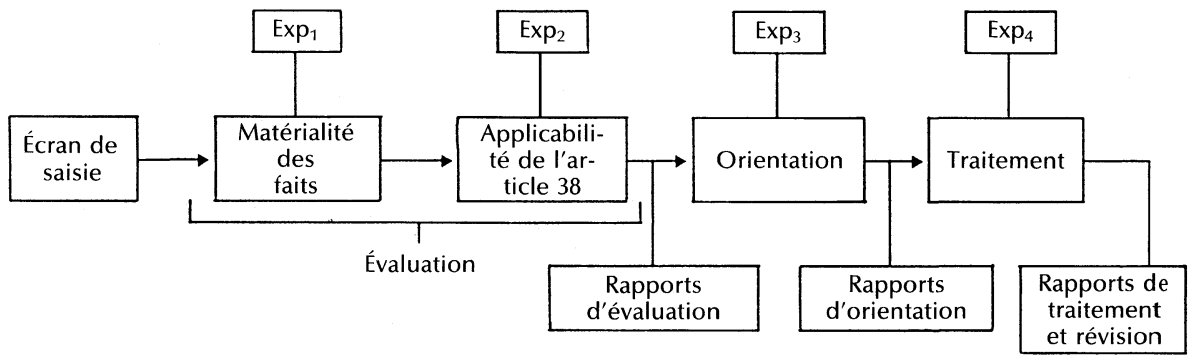 Exp₁
Exp₂
Exp₃
Exp₄
Écran de
saisie
Matérialité
des
faits
Applicabili-
té de l'ar-
ticle 38
Orientation
Traitement
Évaluation
Rapports
d'évaluation
Rapports
d'orientation
Rapports de
traitement
et révision